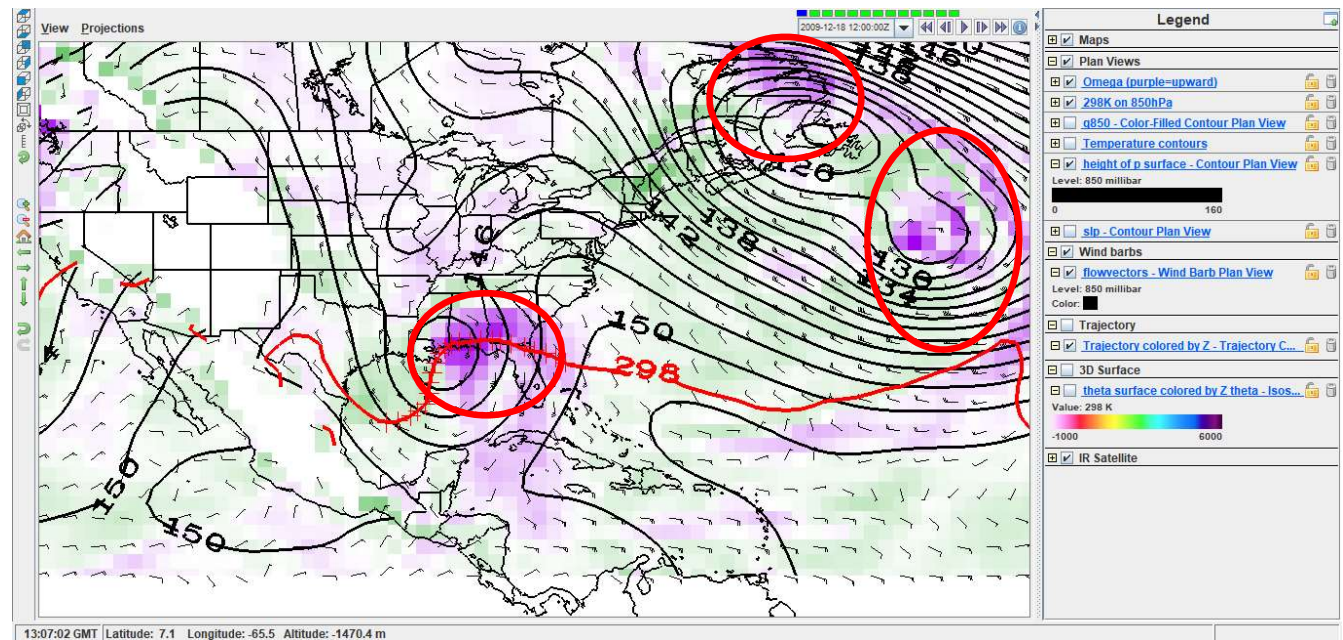 View Projections
2009-12-18 12:00:00Z
146
150
126
138
142
130
134
146
150
298
150
150
13:07:02 GMT Latitude: 7.1 Longitude: -65.5 Altitude: -1470.4 m
Legend
Maps
Plan Views
Omega (purple=upward)
298K on 850hPa
q850 - Color-Filled Contour Plan View
Temperature contours
height of p surface - Contour Plan View
Level: 850 millibar
0 160
slp - Contour Plan View
Wind barbs
flowvectors - Wind Barb Plan View
Level: 850 millibar
Color:
Trajectory
Trajectory colored by Z - Trajectory C...
3D Surface
theta surface colored by Z theta - Isos...
Value: 298 K
-1000 6000
IR Satellite